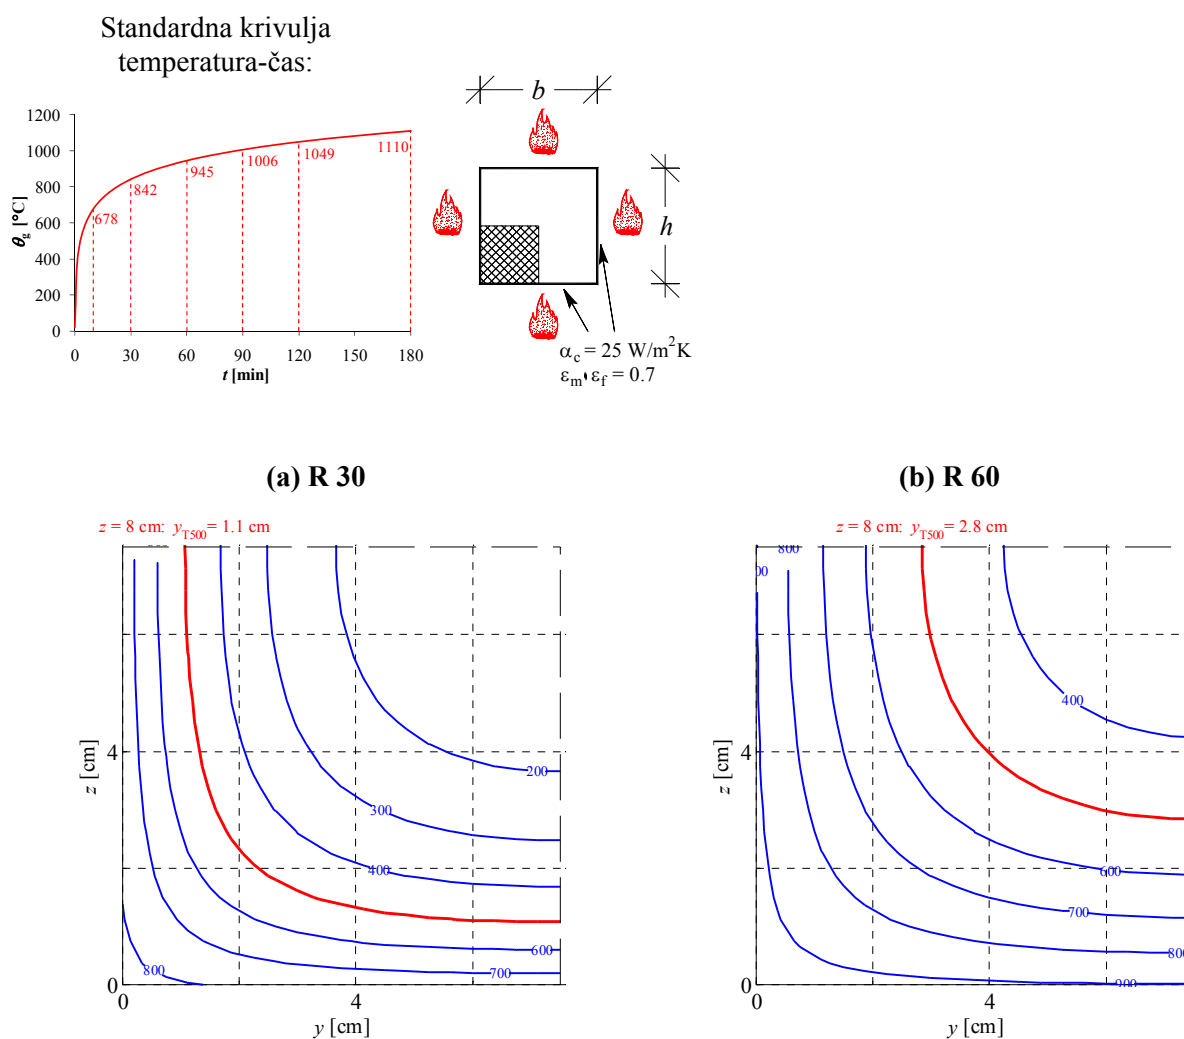 Standardna krivulja
temperatura-čas:
b
h
θg [°C]
1200
1000
800
600
400
200
0
678
842
945
1006
1049
1110
0
30
60
90
120
150
180
t [min]
αc = 25 W/m²K
εm·εf = 0.7
(a) R 30
z = 8 cm: yT500 = 1.1 cm
z [cm]
4
0
200
300
400
600
700
800
0
4
y [cm]
(b) R 60
z = 8 cm: yT500 = 2.8 cm
800
z [cm]
4
0
400
600
700
800
900
0
4
y [cm]